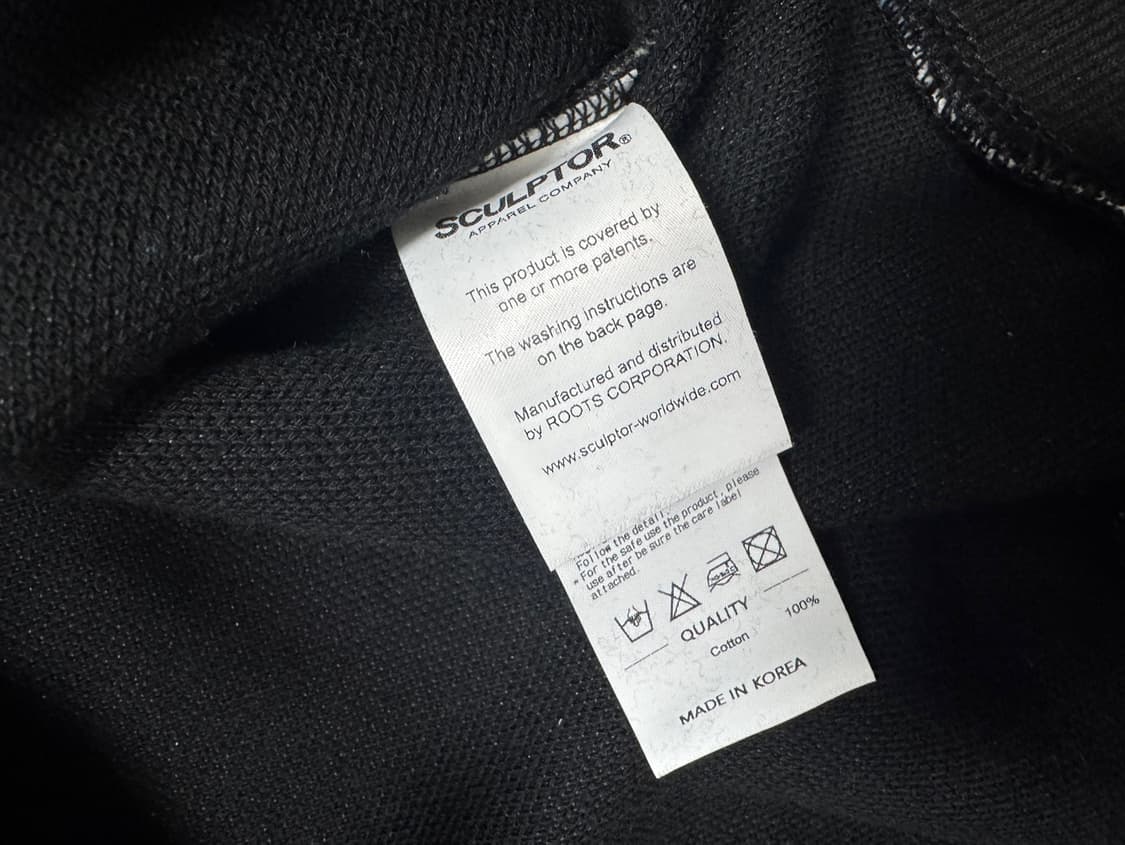 SCULPTOR®
APPAREL COMPANY
This product is covered by
one or more patents.
The washing instructions are
on the back page.
Manufactured and distributed
by ROOTS CORPORATION.
www.sculptor-worldwide.com
Follow the detail.
* For the safe use the product, please
use after be sure the care label
attached.
QUALITY
Cotton 100%
MADE IN KOREA